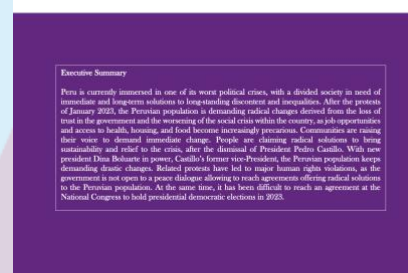 Executive Summary
Peru is currently immersed in one of its worst political crises, with a divided society in need of
immediate and long-term solutions to long-standing discontent and inequalities. After the protests
of January 2023, the Peruvian population is demanding radical changes derived from the loss of
trust in the government and the worsening of the social crisis within the country, as job opportunities
and access to health, housing, and food become increasingly precarious. Communities are raising
their voice to demand immediate change. People are claiming radical solutions to bring
sustainability and relief to the crisis, after the dismissal of President Pedro Castillo. With new
president Dina Boluarte in power, Castillo's former vice-President, the Peruvian population keeps
demanding drastic changes. Related protests have led to major human rights violations, as the
government is not open to a peace dialogue allowing to reach agreements offering radical solutions
to the Peruvian population. At the same time, it has been difficult to reach an agreement at the
National Congress to hold presidential democratic elections in 2023.